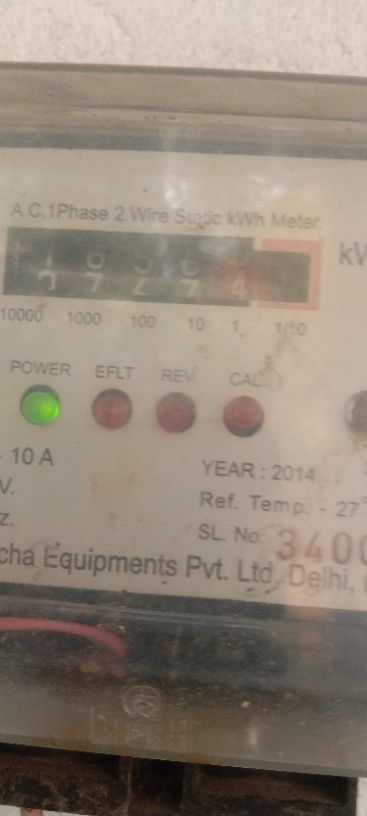 A.C.1Phase 2 Wire Static kWh Meter.
10000 1000 100 10 1 1/10
POWER EFLT REV. CAL.
10 A
V.
YEAR : 2014
z.
Ref. Temp. - 27°
SL. No. 3400
cha Equipments Pvt. Ltd, Delhi,